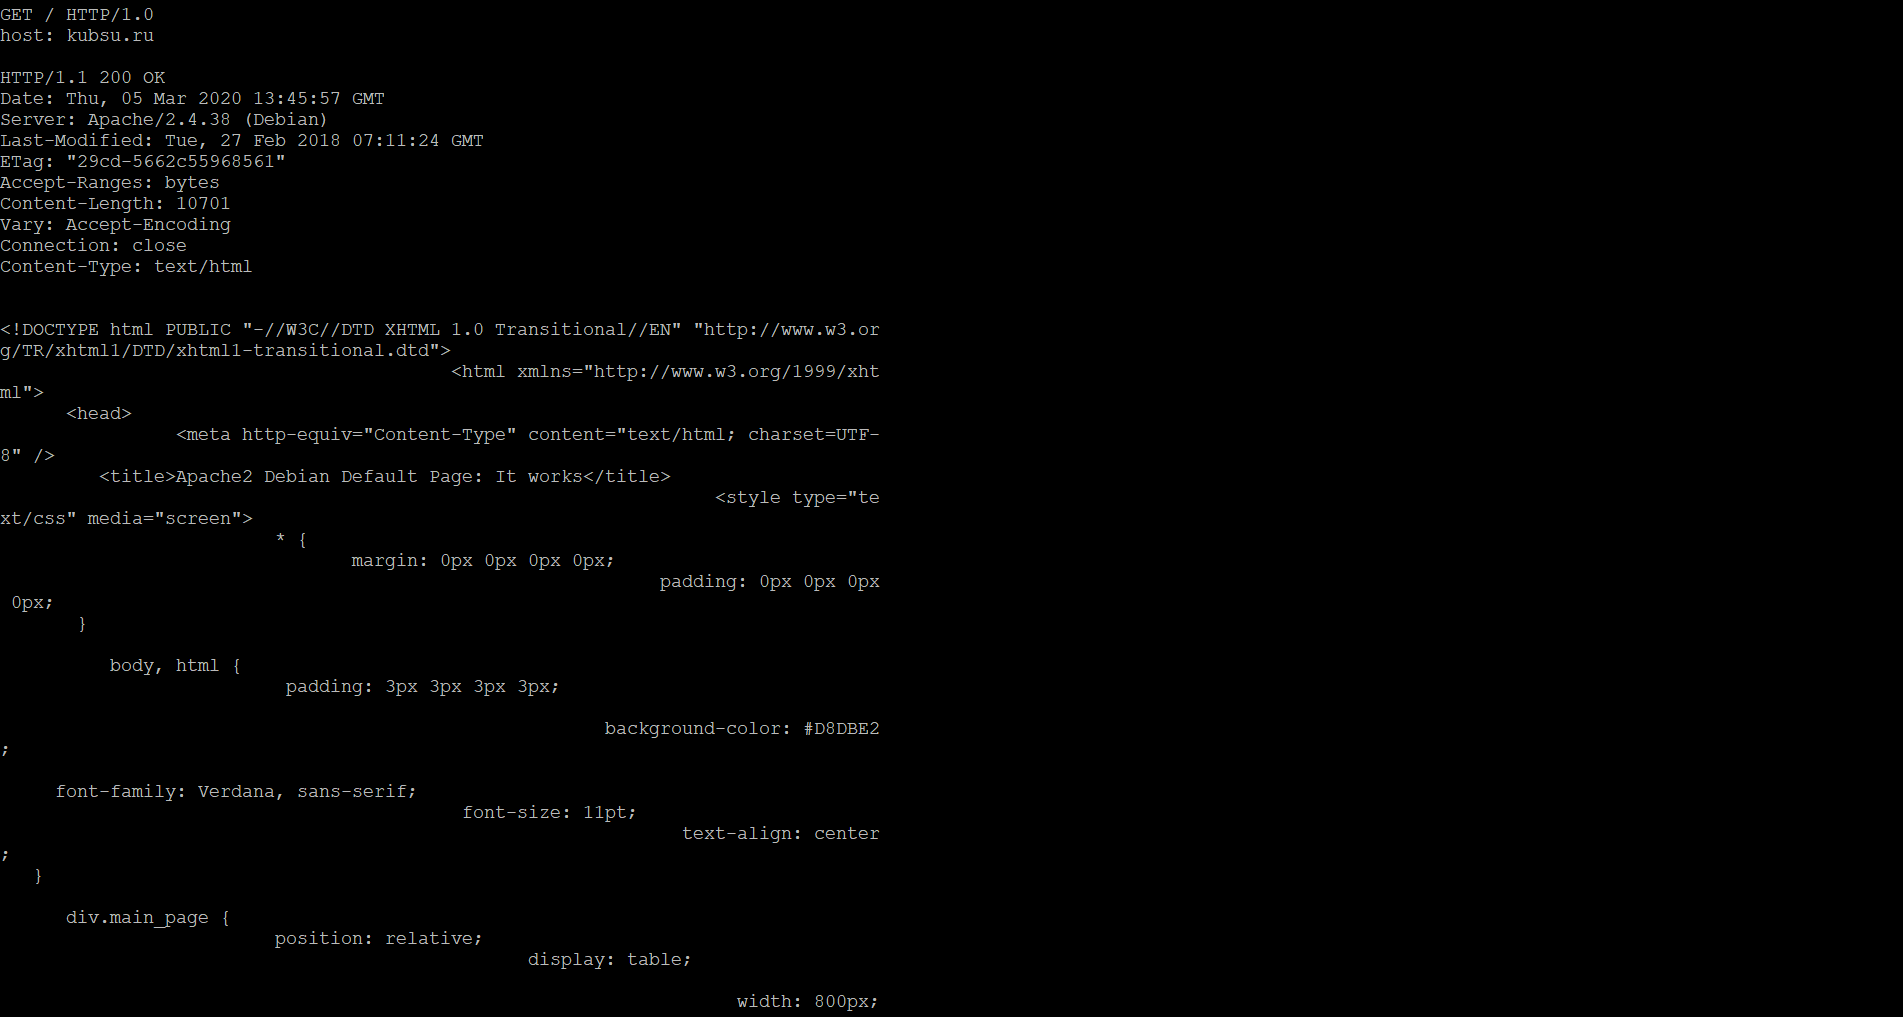 GET / HTTP/1.0
host: kubsu.ru
HTTP/1.1 200 OK
Date: Thu, 05 Mar 2020 13:45:57 GMT
Server: Apache/2.4.38 (Debian)
Last-Modified: Tue, 27 Feb 2018 07:11:24 GMT
ETag: "29cd-5662c55968561"
Accept-Ranges: bytes
Content-Length: 10701
Vary: Accept-Encoding
Connection: close
Content-Type: text/html
<!DOCTYPE html PUBLIC "-//W3C//DTD XHTML 1.0 Transitional//EN" "http://www.w3.or
g/TR/xhtml1/DTD/xhtml1-transitional.dtd">
<html xmlns="http://www.w3.org/1999/xht
ml">
<head>
<meta http-equiv="Content-Type" content="text/html; charset=UTF-
8" />
<title>Apache2 Debian Default Page: It works</title>
<style type="te
xt/css" media="screen">
* {
margin: 0px 0px 0px 0px;
padding: 0px 0px 0px
0px;
}
body, html {
padding: 3px 3px 3px 3px;
background-color: #D8DBE2
;
font-family: Verdana, sans-serif;
font-size: 11pt;
text-align: center
;
}
div.main_page {
position: relative;
display: table;
width: 800px;